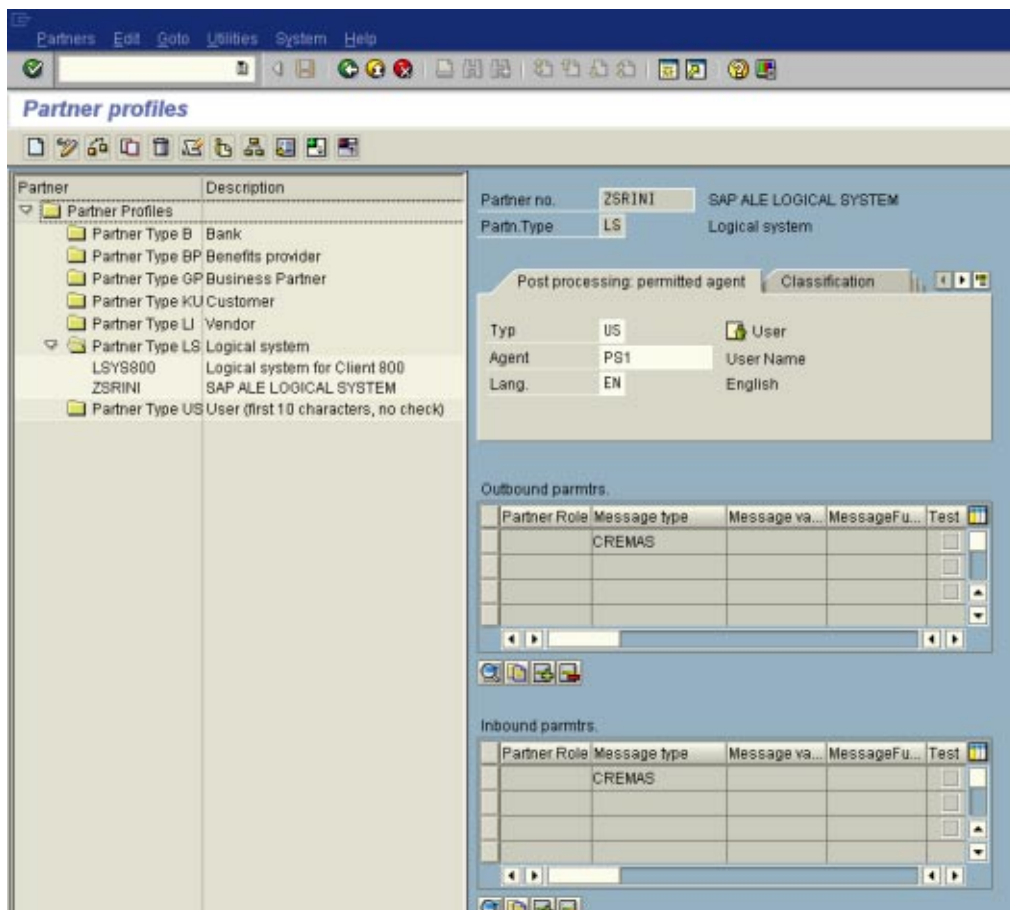 Partners Edit Goto Utilities System Help
Partner profiles
Partner Description
Partner Profiles
Partner Type B Bank
Partner Type BP Benefits provider
Partner Type GP Business Partner
Partner Type KU Customer
Partner Type LI Vendor
Partner Type LS Logical system
LSYS800 Logical system for Client 800
ZSRINI SAP ALE LOGICAL SYSTEM
Partner Type US User (first 10 characters, no check)
Partner no. ZSRINI SAP ALE LOGICAL SYSTEM
Partn.Type LS Logical system
Post processing: permitted agent Classification
Typ US User
Agent PS1 User Name
Lang. EN English
Outbound parmtrs.
Partner Role Message type Message va... MessageFu... Test
CREMAS
Inbound parmtrs.
Partner Role Message type Message va... MessageFu... Test
CREMAS